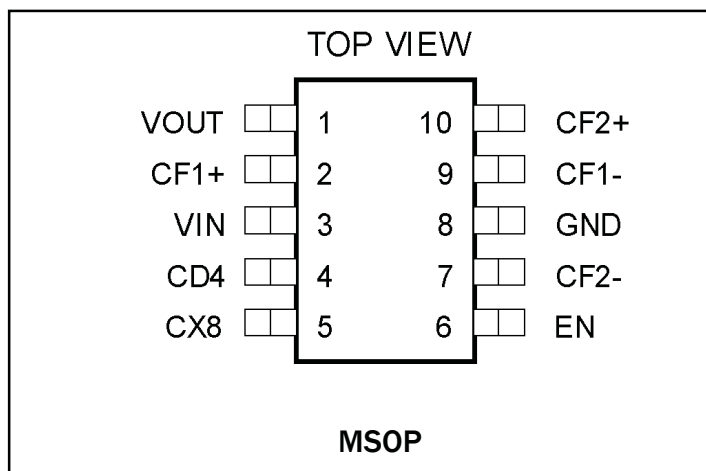 TOP VIEW
VOUT 1 10 CF2+
CF1+ 2 9 CF1-
VIN 3 8 GND
CD4 4 7 CF2-
CX8 5 6 EN
MSOP